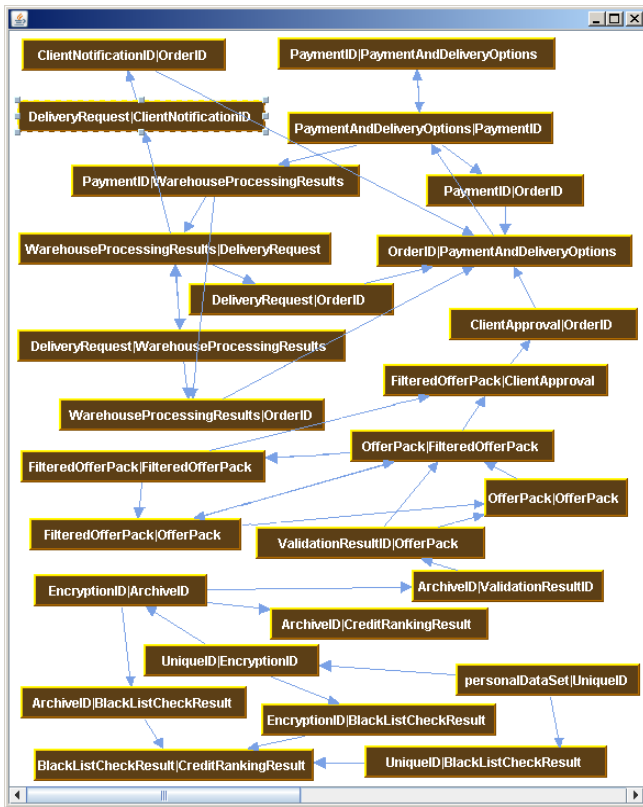 ClientNotificationID|OrderID
PaymentID|PaymentAndDeliveryOptions
DeliveryRequest|ClientNotificationID
PaymentAndDeliveryOptions|PaymentID
PaymentID|WarehouseProcessingResults
PaymentID|OrderID
WarehouseProcessingResults|DeliveryRequest
OrderID|PaymentAndDeliveryOptions
DeliveryRequest|OrderID
ClientApproval|OrderID
DeliveryRequest|WarehouseProcessingResults
FilteredOfferPack|ClientApproval
WarehouseProcessingResults|OrderID
OfferPack|FilteredOfferPack
FilteredOfferPack|FilteredOfferPack
OfferPack|OfferPack
FilteredOfferPack|OfferPack
ValidationResultID|OfferPack
EncryptionID|ArchiveID
ArchiveID|ValidationResultID
ArchiveID|CreditRankingResult
UniqueID|EncryptionID
personalDataSet|UniqueID
ArchiveID|BlackListCheckResult
EncryptionID|BlackListCheckResult
BlackListCheckResult|CreditRankingResult
UniqueID|BlackListCheckResult